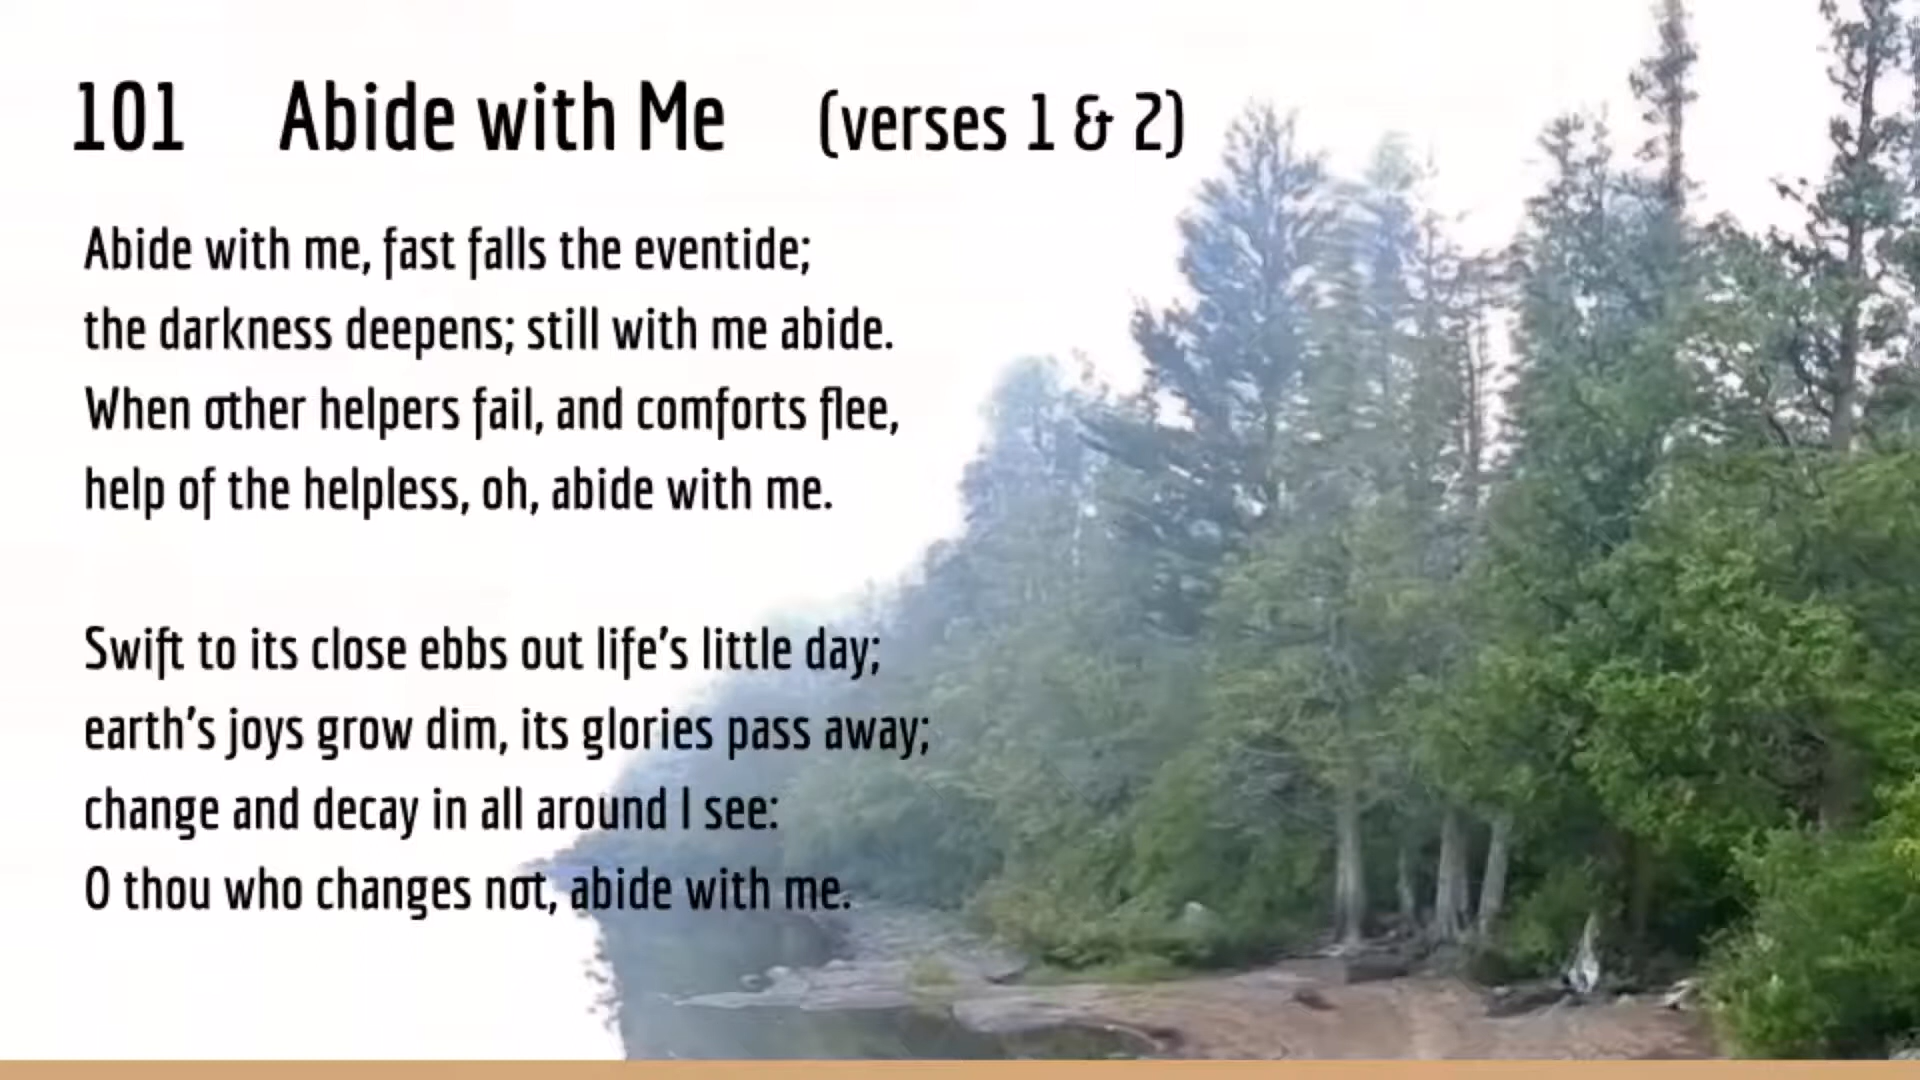 101 Abide with Me (verses 1 & 2)
Abide with me, fast falls the eventide;
the darkness deepens; still with me abide.
When other helpers fail, and comforts flee,
help of the helpless, oh, abide with me.
Swift to its close ebbs out life's little day;
earth's joys grow dim, its glories pass away;
change and decay in all around I see:
O thou who changes not, abide with me.